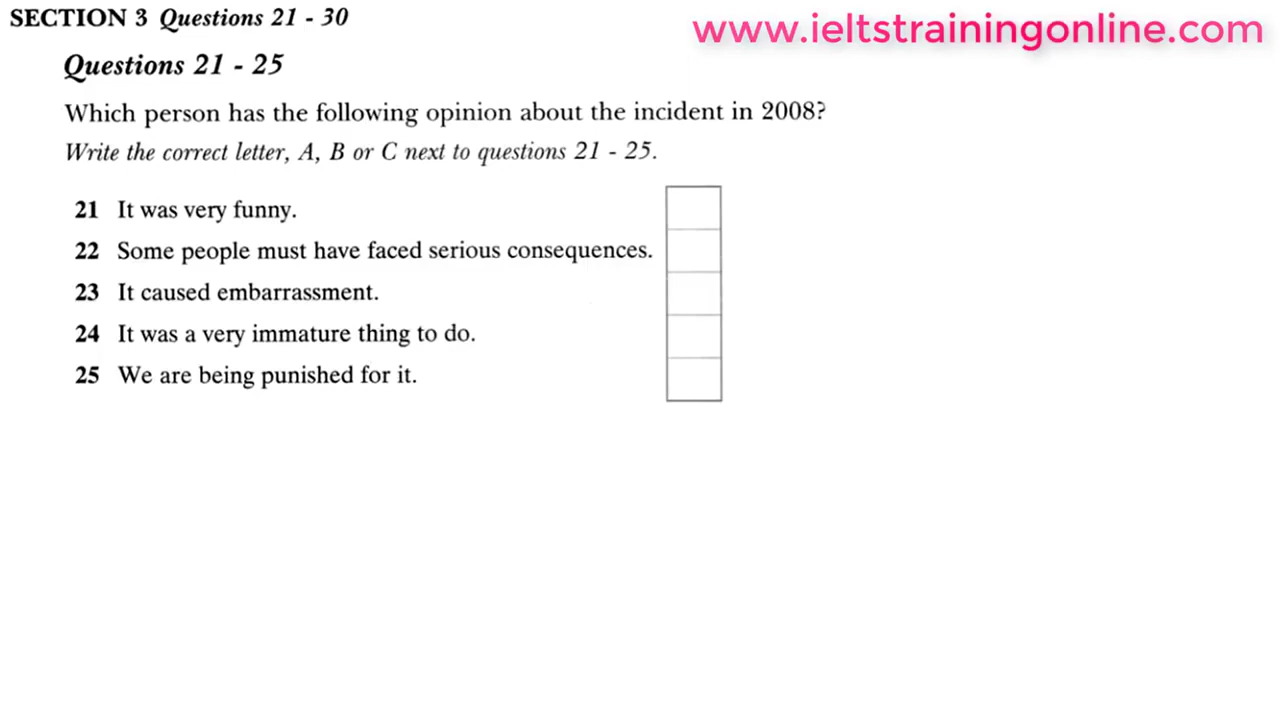 SECTION 3 Questions 21 - 30
www.ieltstrainingonline.com
Questions 21 - 25
Which person has the following opinion about the incident in 2008?
Write the correct letter, A, B or C next to questions 21 - 25.
21 It was very funny.
22 Some people must have faced serious consequences.
23 It caused embarrassment.
24 It was a very immature thing to do.
25 We are being punished for it.